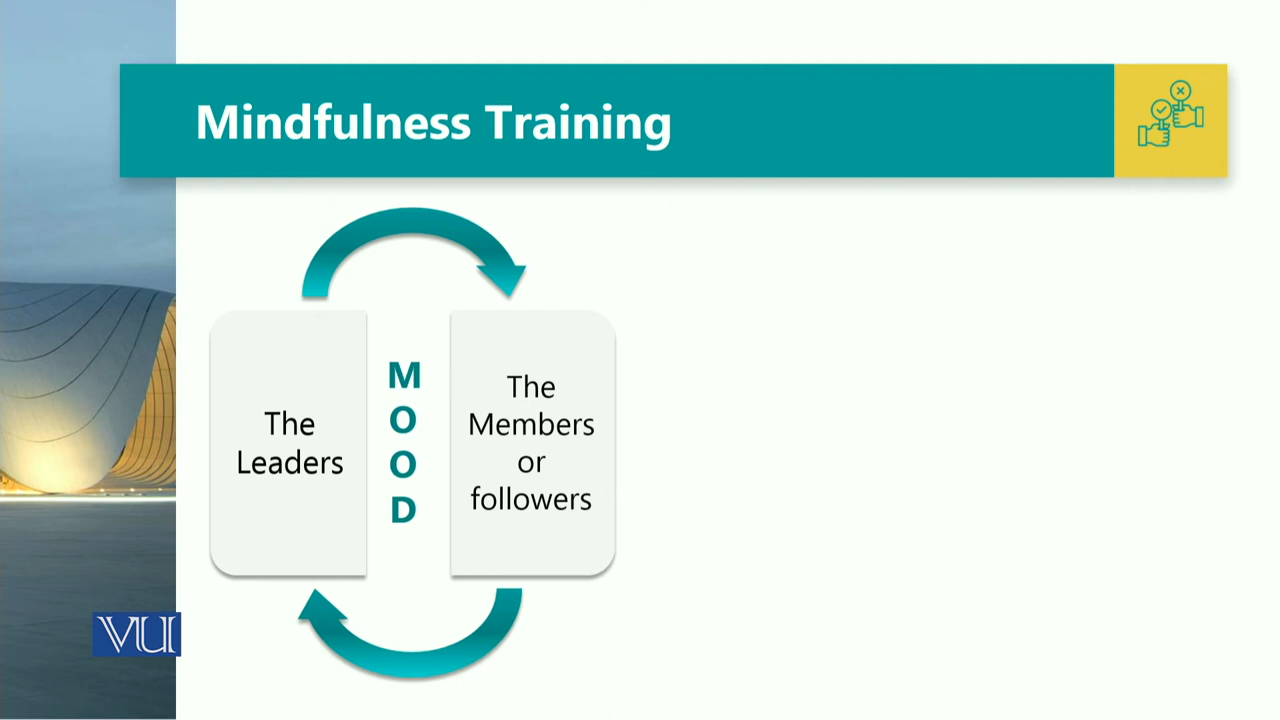 Mindfulness Training
The
Leaders
M
O
O
D
The
Members
or
followers
VU